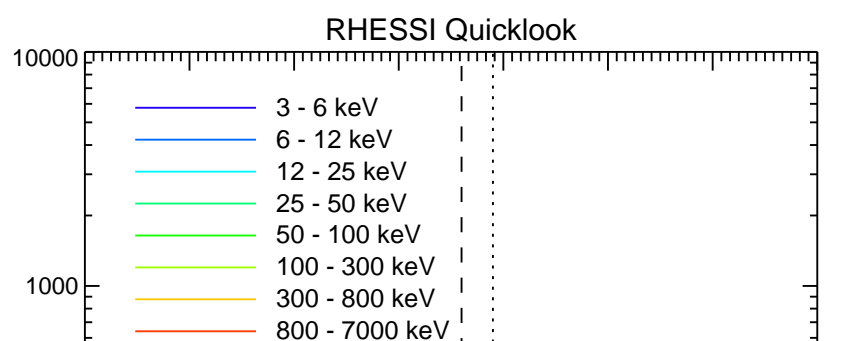 RHESSI Quicklook
10000
3 - 6 keV
6 - 12 keV
12 - 25 keV
25 - 50 keV
50 - 100 keV
100 - 300 keV
1000
300 - 800 keV
800 - 7000 keV